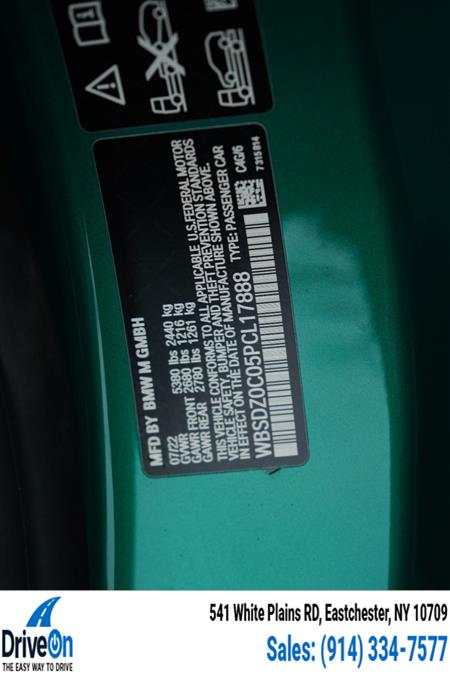 MFD BY BMW M GMBH
07/22
GVWR 5380 lbs 2440 kg
GAWR FRONT 2680 lbs 1216 kg
GAWR REAR 2780 lbs 1261 kg
THIS VEHICLE CONFORMS TO ALL APPLICABLE U.S.FEDERAL MOTOR
VEHICLE SAFETY, BUMPER AND THEFT PREVENTION STANDARDS
IN EFFECT ON THE DATE OF MANUFACTURE SHOWN ABOVE.
TYPE: PASSENGER CAR
WBSDZ0C05PCL17888
C4G/6
7 315 814
DriveOn
THE EASY WAY TO DRIVE
541 White Plains RD, Eastchester, NY 10709
Sales: (914) 334-7577